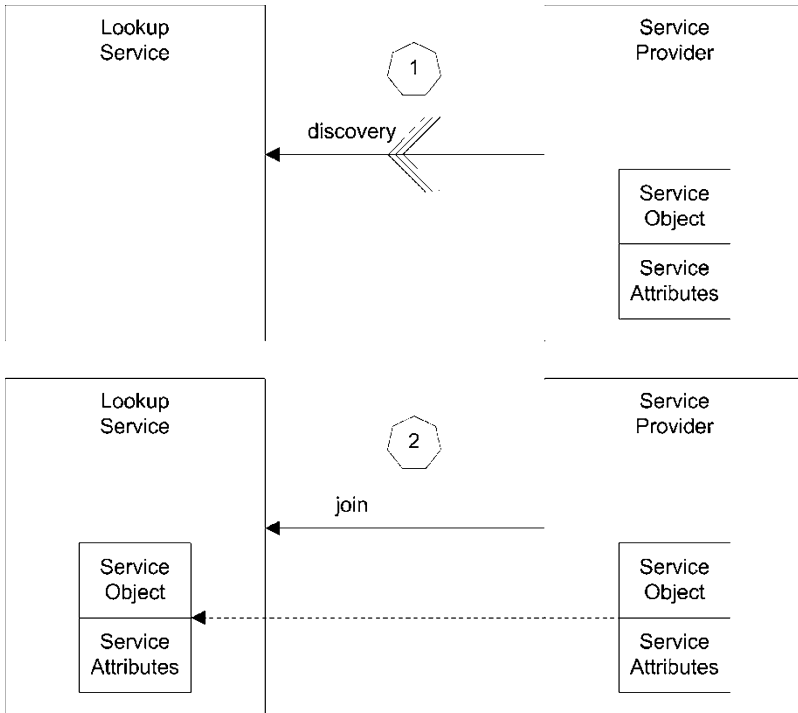 Lookup
Service
Service
Provider
1
discovery
Service
Object
Service
Attributes
Lookup
Service
Service
Provider
2
join
Service
Object
Service
Attributes
Service
Object
Service
Attributes